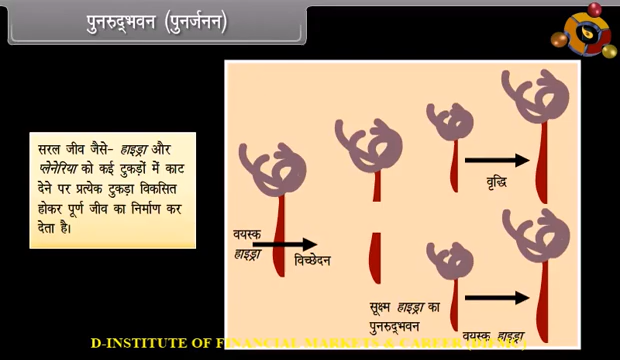 पुनरुद्‌भवन (पुनर्जनन)
सरल जीव जैसे- हाइड्रा और
प्लेनेरिया को कई टुकड़ों में काट
देने पर प्रत्येक टुकड़ा विकसित
होकर पूर्ण जीव का निर्माण कर
देता है।
वयस्क
हाइड्रा
विच्छेदन
वृद्धि
सूक्ष्म हाइड्रा का
पुनरुद्‌भवन
वयस्क हाइड्रा
D-INSTITUTE OF FINANCIAL MARKETS & CAREER (DIFMC)